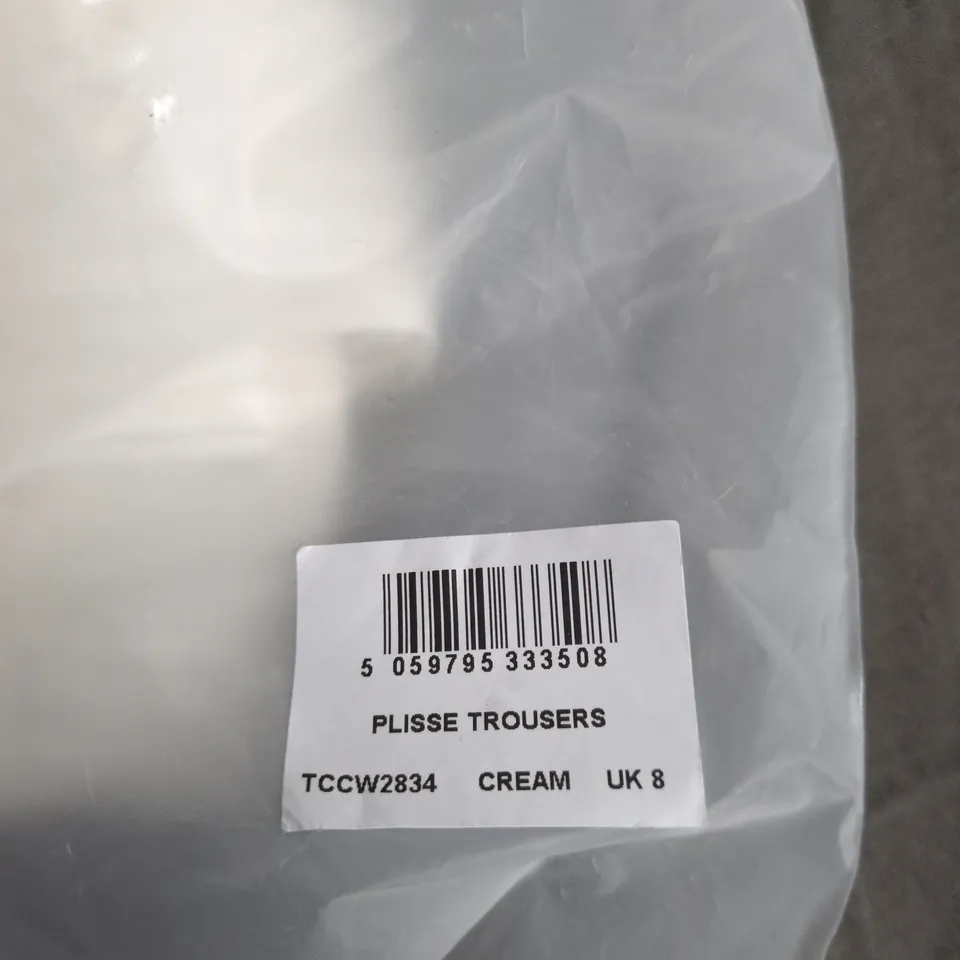 5 059795 333508
PLISSE TROUSERS
TCCW2834 CREAM UK 8